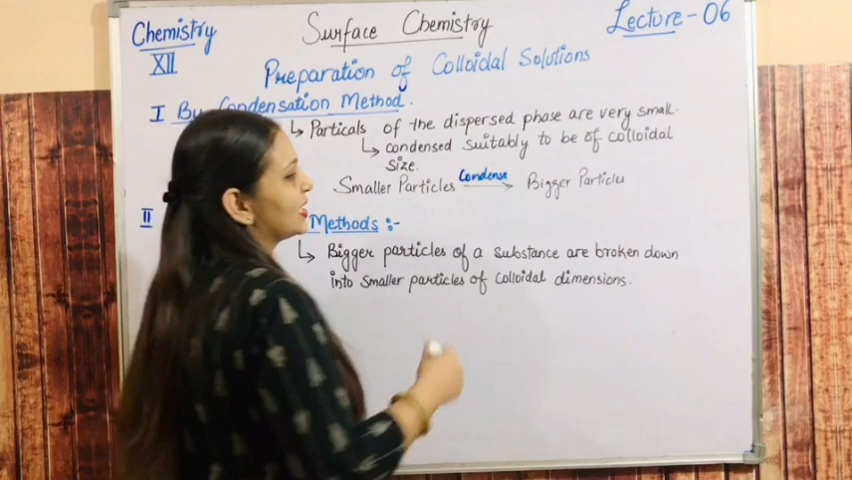 Chemistry
XII
Surface Chemistry
Lecture-06
Preparation of Colloidal Solutions
I By Condensation Method.
↳ Particals of the dispersed phase are very small.
↳ condensed suitably to be of colloidal
size.
Smaller Particles Condense → Bigger Particles
II Methods :-
↳ Bigger particles of a substance are broken down
into smaller particles of colloidal dimensions.